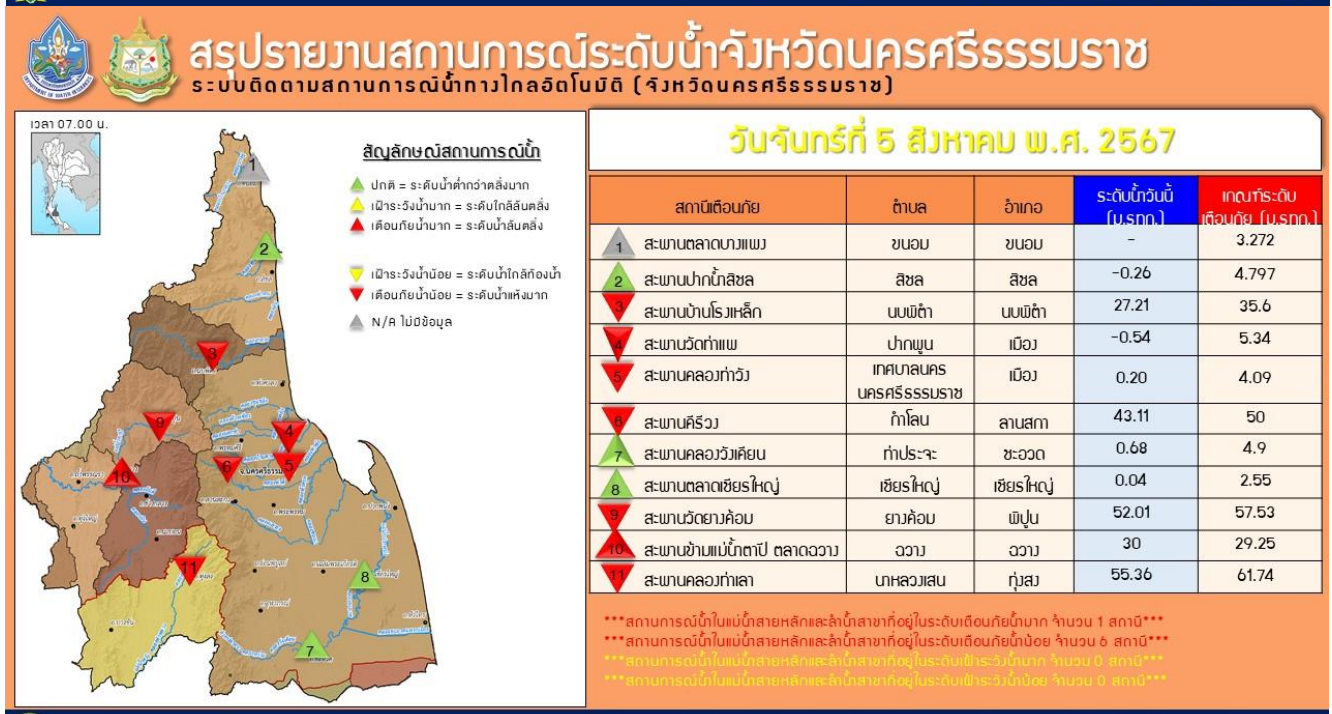 สรุปรายงานสถานการณ์ระดับน้ำจังหวัดนครศรีธรรมราช
ระบบติดตามสถานการณ์น้ำทางไกลอัตโนมัติ (จังหวัดนครศรีธรรมราช)
เวลา 07.00 น.
สัญลักษณ์สถานการณ์น้ำ
ปกติ = ระดับน้ำต่ำกว่าตลิ่งมาก
เฝ้าระวังน้ำมาก = ระดับใกล้ล้นตลิ่ง
เตือนภัยน้ำมาก = ระดับน้ำล้นตลิ่ง
เฝ้าระวังน้ำน้อย = ระดับน้ำใกล้ท้องน้ำ
เตือนภัยน้ำน้อย = ระดับน้ำแห้งมาก
N/A ไม่มีข้อมูล
1
2
3
9
4
10
6
5
11
8
7
วันจันทร์ที่ 5 สิงหาคม พ.ศ. 2567
สถานีเตือนภัย ตำบล อำเภอ ระดับน้ำวันนี้ (ม.รทก.) เกณฑ์ระดับเตือนภัย (ม.รทก.)
1 สะพานตลาดบางแพง ขนอม ขนอม - 3.272
2 สะพานปากน้ำสิชล สิชล สิชล -0.26 4.797
3 สะพานบ้านโรงเหล็ก นบพิตำ นบพิตำ 27.21 35.6
4 สะพานวัดท่าแพ ปากพูน เมือง -0.54 5.34
5 สะพานคลองท่าวัง เทศบาลนครนครศรีธรรมราช เมือง 0.20 4.09
6 สะพานคีรีวง กำโลน ลานสกา 43.11 50
7 สะพานคลองวังเคียน ท่าประจะ ชะอวด 0.68 4.9
8 สะพานตลาดเชียรใหญ่ เชียรใหญ่ เชียรใหญ่ 0.04 2.55
9 สะพานวัดยางค้อม ยางค้อม พิปูน 52.01 57.53
10 สะพานข้ามแม่น้ำตาปี ตลาดฉวาง ฉวาง ฉวาง 30 29.25
11 สะพานคลองท่าเลา นาหลวงเสน ทุ่งสง 55.36 61.74
***สถานการณ์น้ำในแม่น้ำสายหลักและลำน้ำสาขาที่อยู่ในระดับเตือนภัยน้ำมาก จำนวน 1 สถานี***
***สถานการณ์น้ำในแม่น้ำสายหลักและลำน้ำสาขาที่อยู่ในระดับเตือนภัยน้ำน้อย จำนวน 6 สถานี***
***สถานการณ์น้ำในแม่น้ำสายหลักและลำน้ำสาขาที่อยู่ในระดับเฝ้าระวังน้ำมาก จำนวน 0 สถานี***
***สถานการณ์น้ำในแม่น้ำสายหลักและลำน้ำสาขาที่อยู่ในระดับเฝ้าระวังน้ำน้อย จำนวน 0 สถานี***